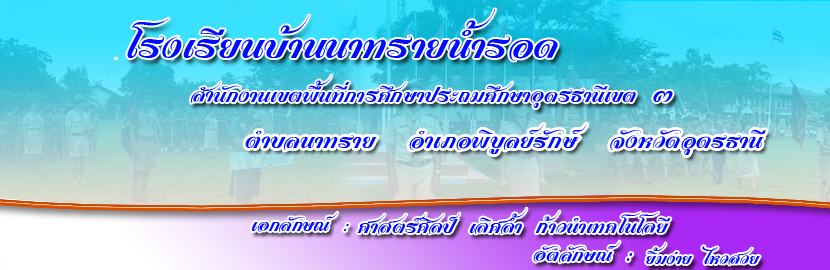 โรงเรียนบ้านนาทรายน้ำรอด
สำนักงานเขตพื้นที่การศึกษาประถมศึกษาอุดรธานีเขต ๓
ตำบลนาทราย อำเภอพิบูลย์รักษ์ จังหวัดอุดรธานี
เอกลักษณ์ : ศาสตร์ศิลป์ เลิศล้ำ ก้าวนำเทคโนโลยี
อัตลักษณ์ : ยิ้มง่าย ไหว้สวย